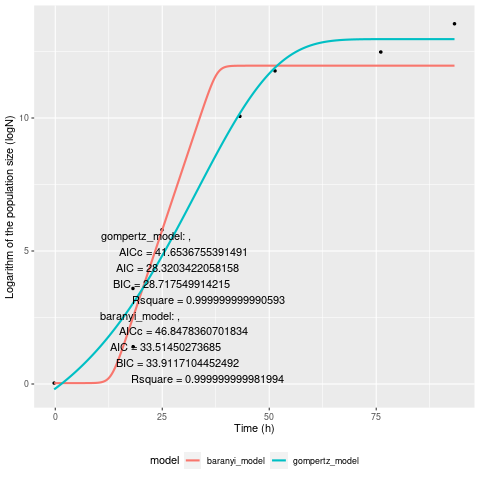 Logarithm of the population size (logN)
10
5
0
gompertz_model: ,
AICc = 41.6536755391491
AIC = 28.3203422058158
BIC = 28.717549914215
Rsquare = 0.999999999990593
baranyi_model: ,
AICc = 46.8478360701834
AIC = 33.51450273685
BIC = 33.9117104452492
Rsquare = 0.999999999981994
0
25
50
75
Time (h)
model
baranyi_model
gompertz_model